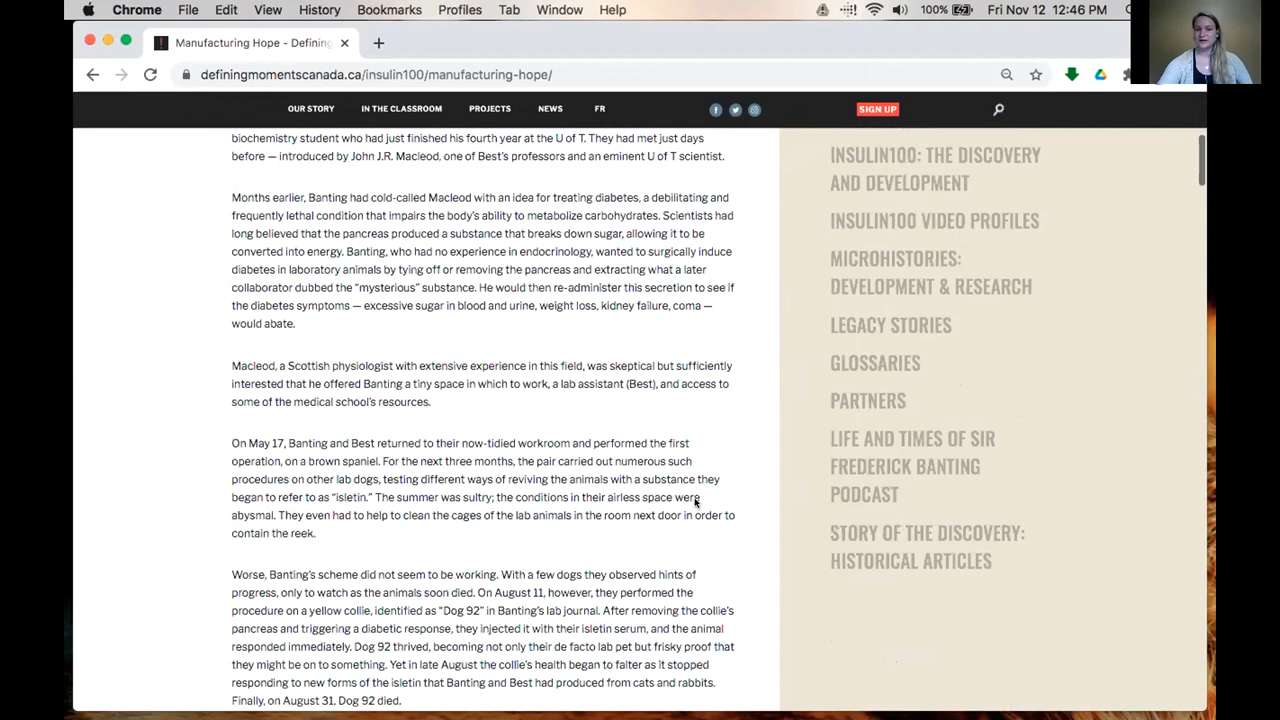 Chrome File Edit View History Bookmarks Profiles Tab Window Help 100% Fri Nov 12 12:46 PM
Manufacturing Hope - Defining
definingmomentscanada.ca/insulin100/manufacturing-hope/
OUR STORY IN THE CLASSROOM PROJECTS NEWS FR SIGN UP
biochemistry student who had just finished his fourth year at the U of T. They had met just days
before — introduced by John J.R. Macleod, one of Best's professors and an eminent U of T scientist.
Months earlier, Banting had cold-called Macleod with an idea for treating diabetes, a debilitating and
frequently lethal condition that impairs the body's ability to metabolize carbohydrates. Scientists had
long believed that the pancreas produced a substance that breaks down sugar, allowing it to be
converted into energy. Banting, who had no experience in endocrinology, wanted to surgically induce
diabetes in laboratory animals by tying off or removing the pancreas and extracting what a later
collaborator dubbed the "mysterious" substance. He would then re-administer this secretion to see if
the diabetes symptoms — excessive sugar in blood and urine, weight loss, kidney failure, coma —
would abate.
Macleod, a Scottish physiologist with extensive experience in this field, was skeptical but sufficiently
interested that he offered Banting a tiny space in which to work, a lab assistant (Best), and access to
some of the medical school's resources.
On May 17, Banting and Best returned to their now-tidied workroom and performed the first
operation, on a brown spaniel. For the next three months, the pair carried out numerous such
procedures on other lab dogs, testing different ways of reviving the animals with a substance they
began to refer to as "isletin." The summer was sultry; the conditions in their airless space were
abysmal. They even had to help to clean the cages of the lab animals in the room next door in order to
contain the reek.
Worse, Banting's scheme did not seem to be working. With a few dogs they observed hints of
progress, only to watch as the animals soon died. On August 11, however, they performed the
procedure on a yellow collie, identified as "Dog 92" in Banting's lab journal. After removing the collie's
pancreas and triggering a diabetic response, they injected it with their isletin serum, and the animal
responded immediately. Dog 92 thrived, becoming not only their de facto lab pet but frisky proof that
they might be on to something. Yet in late August the collie's health began to falter as it stopped
responding to new forms of the isletin that Banting and Best had produced from cats and rabbits.
Finally, on August 31, Dog 92 died.
INSULIN100: THE DISCOVERY
AND DEVELOPMENT
INSULIN100 VIDEO PROFILES
MICROHISTORIES:
DEVELOPMENT & RESEARCH
LEGACY STORIES
GLOSSARIES
PARTNERS
LIFE AND TIMES OF SIR
FREDERICK BANTING
PODCAST
STORY OF THE DISCOVERY:
HISTORICAL ARTICLES